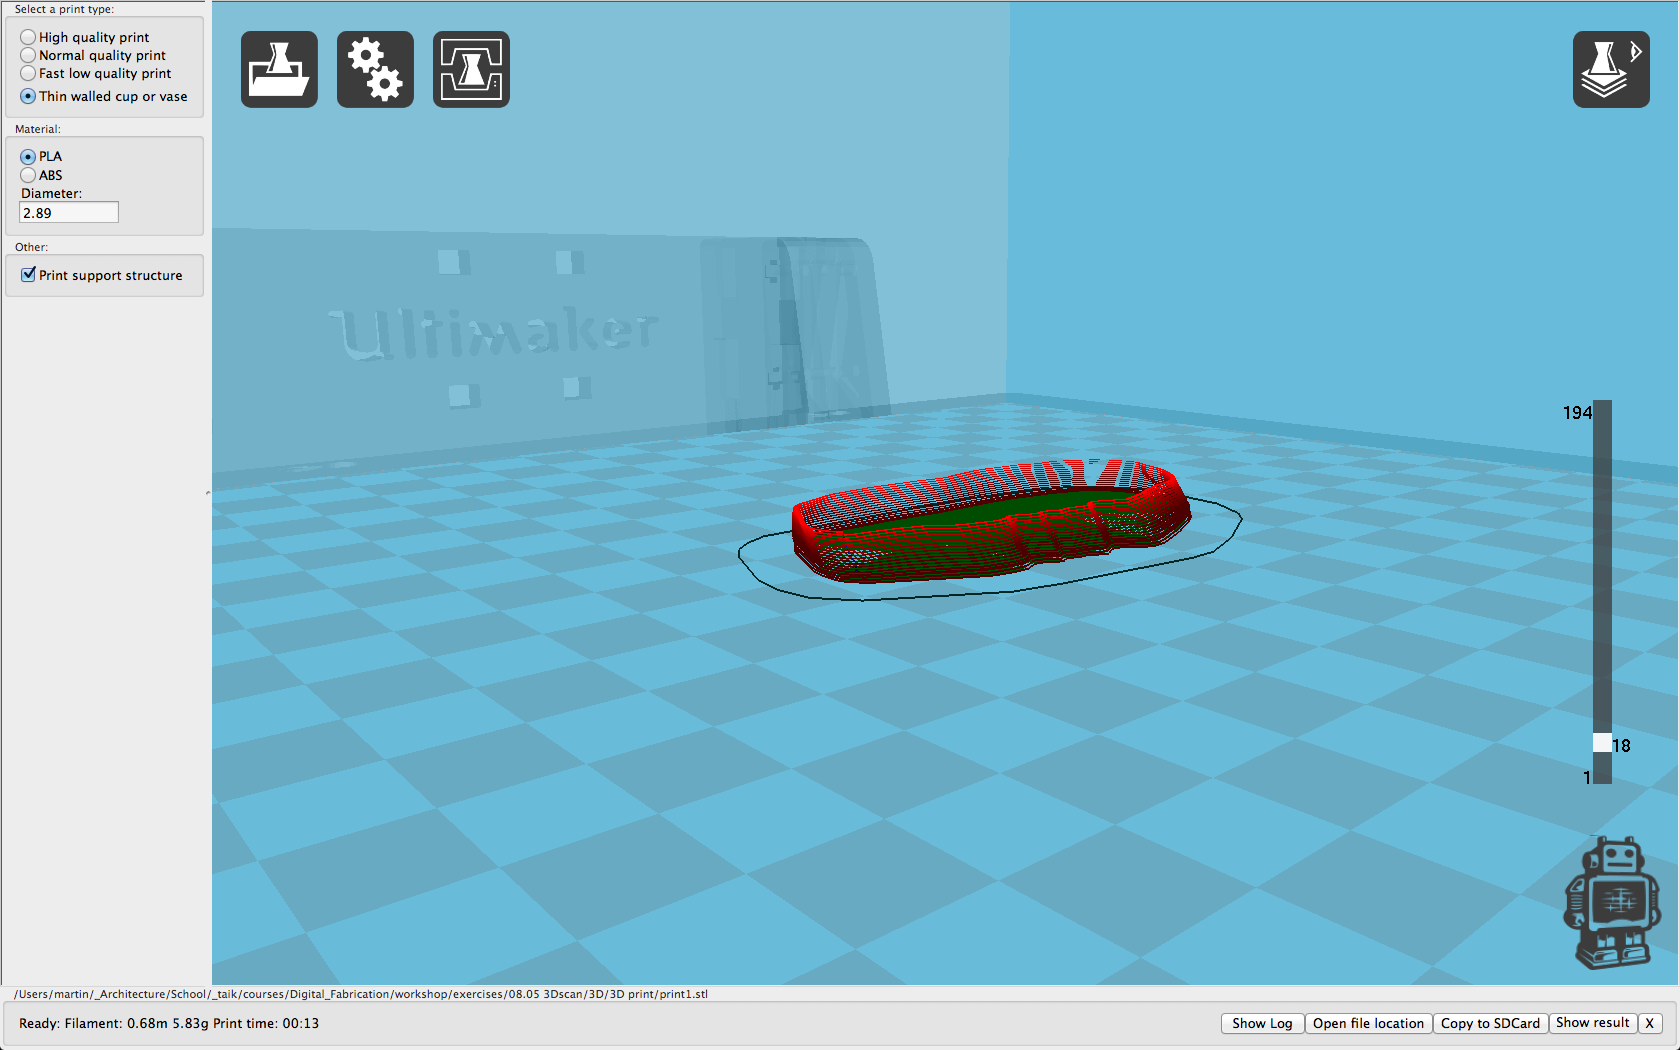 Select a print type:
High quality print
Normal quality print
Fast low quality print
Thin walled cup or vase
Material:
PLA
ABS
Diameter:
2.89
Other:
Print support structure
Ultimaker
194
18
1
/Users/martin/_Architecture/School/_taik/courses/Digital_Fabrication/workshop/exercises/08.05 3Dscan/3D/3D print/print1.stl
Ready: Filament: 0.68m 5.83g Print time: 00:13
Show Log
Open file location
Copy to SDCard
Show result
X